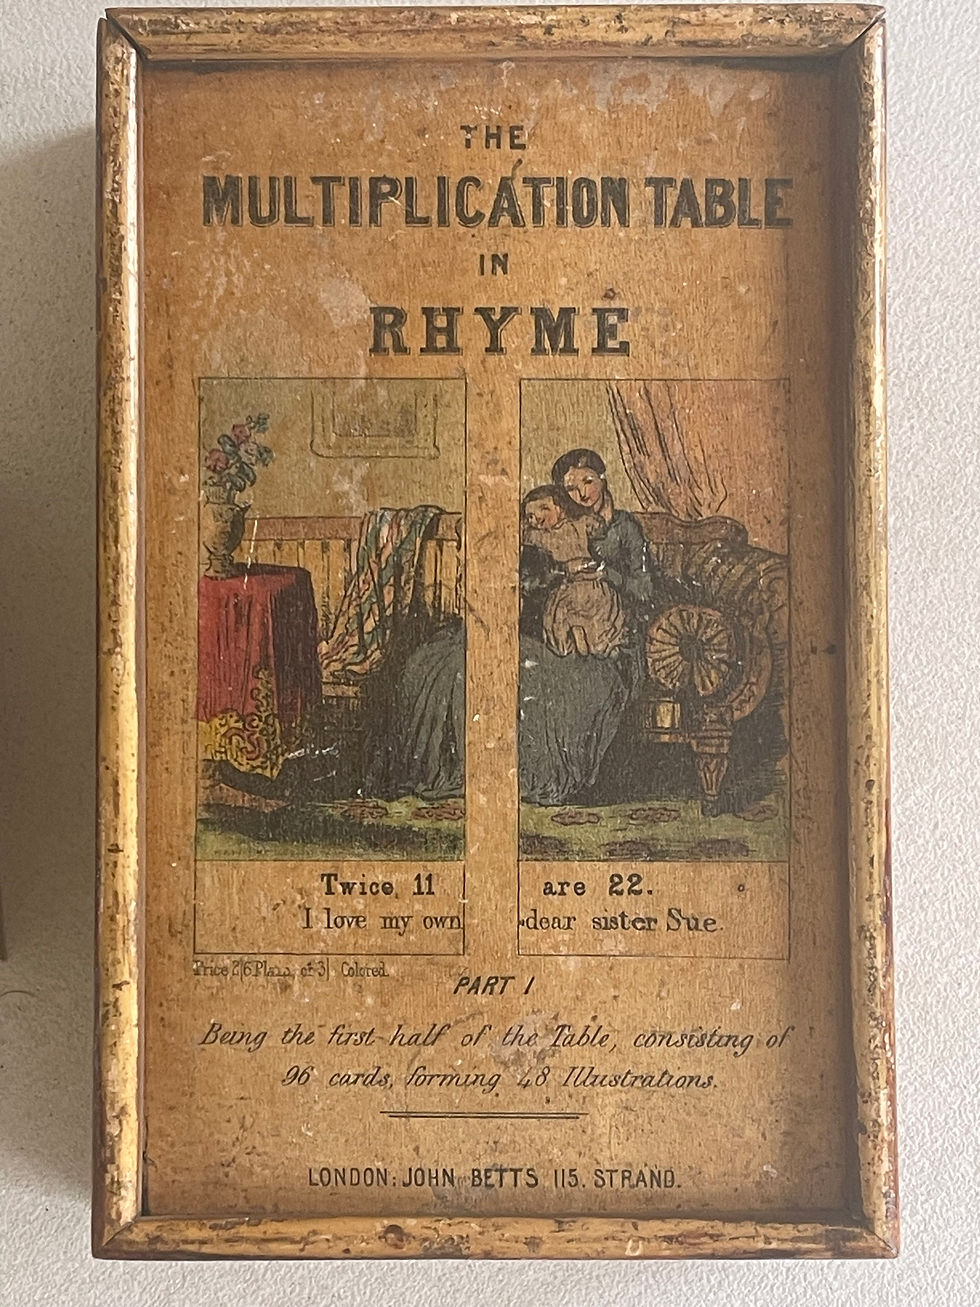 THE
MULTIPLICATION TABLE
IN
RHYME
Twice 11 are 22.
I love my own dear sister Sue.
Price 2/6 Plain, or 3/ Colored.
PART I
Being the first half of the Table, consisting of
96 cards, forming 48 Illustrations.
LONDON: JOHN BETTS 115. STRAND.